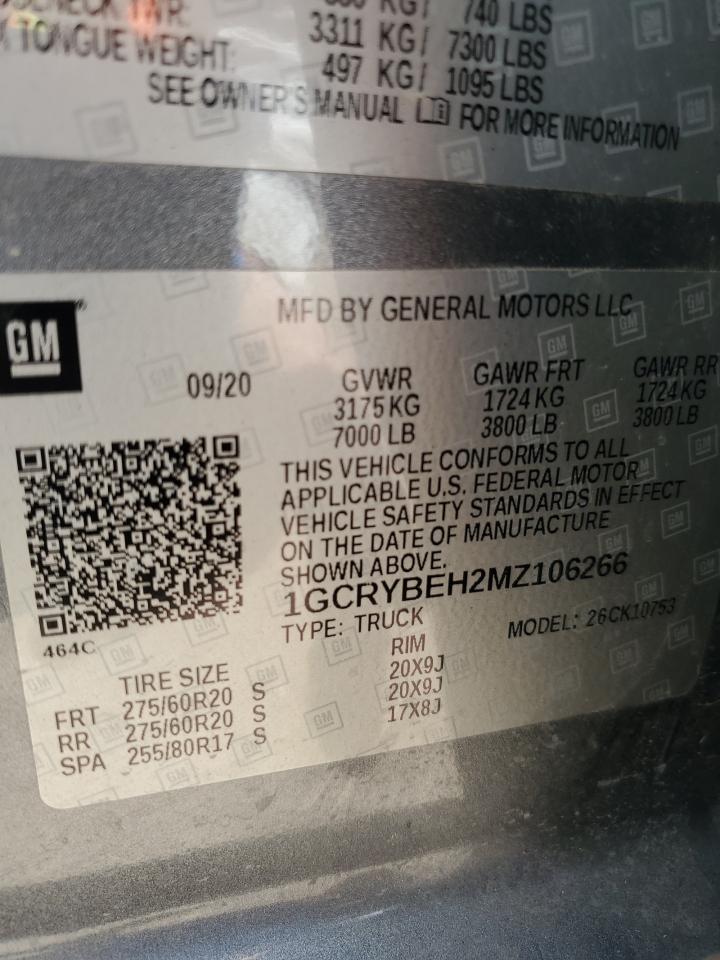 TWR: KG/ 740 LBS
3311 KG/ 7300 LBS
TONGUE WEIGHT: 497 KG/ 1095 LBS
SEE OWNER'S MANUAL FOR MORE INFORMATION
GM
MFD BY GENERAL MOTORS LLC
09/20 GVWR GAWR FRT GAWR RR
3175 KG 1724 KG 1724 KG
7000 LB 3800 LB 3800 LB
THIS VEHICLE CONFORMS TO ALL
APPLICABLE U.S. FEDERAL MOTOR
VEHICLE SAFETY STANDARDS IN EFFECT
ON THE DATE OF MANUFACTURE
SHOWN ABOVE.
1GCRYBEH2MZ106266
TYPE: TRUCK MODEL: 26CK10753
464C
TIRE SIZE RIM
FRT 275/60R20 S 20X9J
RR 275/60R20 S 20X9J
SPA 255/80R17 S 17X8J